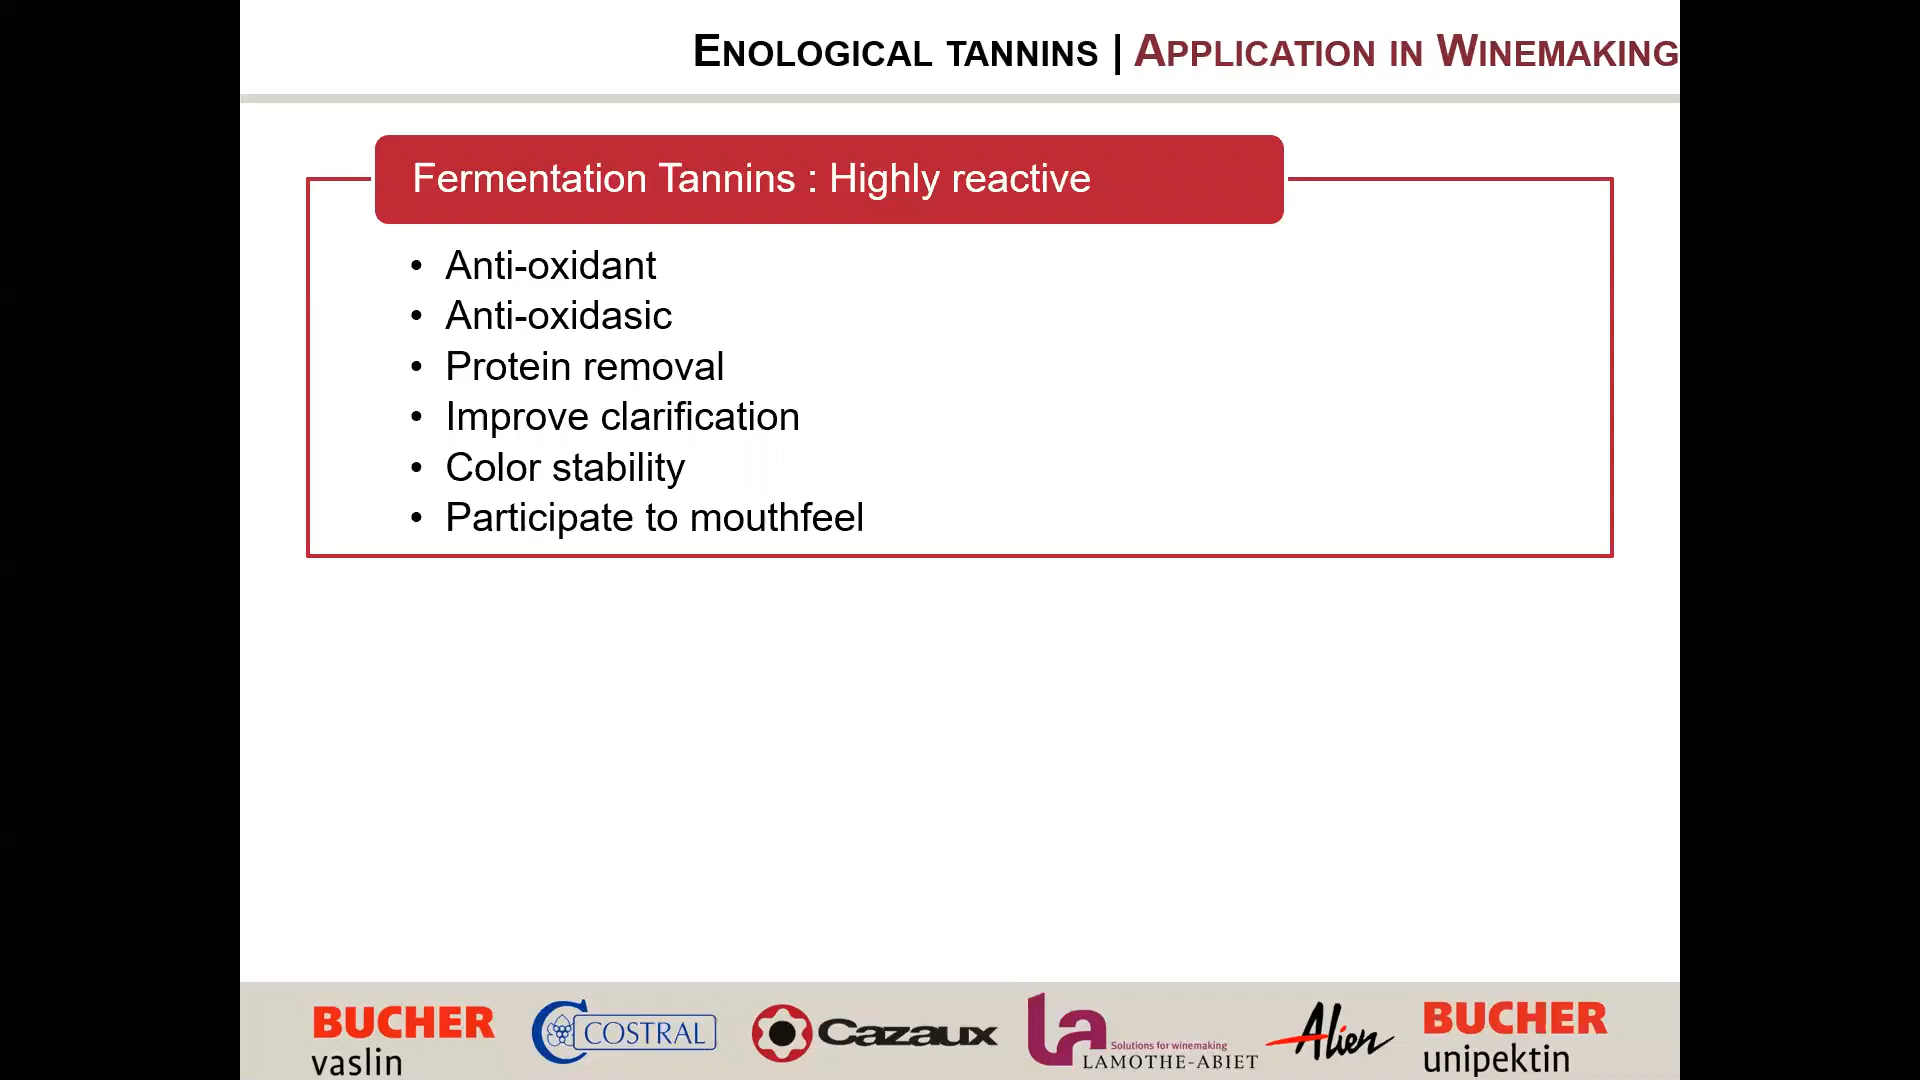 ENOLOGICAL TANNINS | APPLICATION IN WINEMAKING
Fermentation Tannins : Highly reactive
• Anti-oxidant
• Anti-oxidasic
• Protein removal
• Improve clarification
• Color stability
• Participate to mouthfeel
BUCHER
vaslin
COSTRAL
Cazaux
La
Solutions for winemaking
LAMOTHE-ABIET
Alien
BUCHER
unipektin